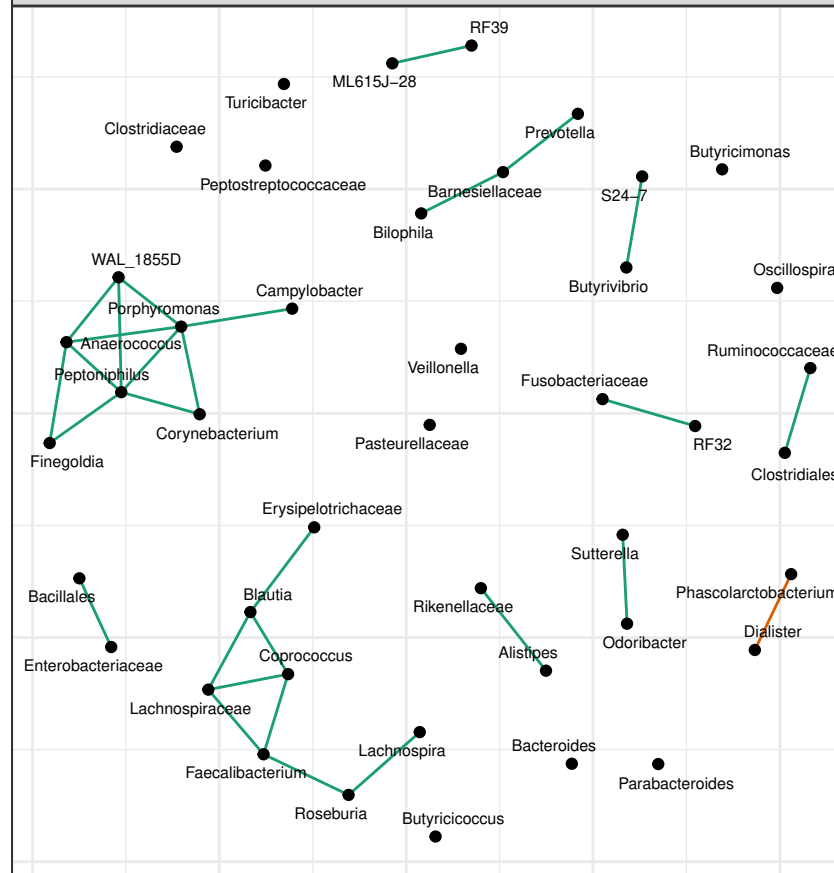 RF39
ML615J-28
Turicibacter
Clostridiaceae
Prevotella
Butyricimonas
Peptostreptococcaceae
Barnesiellaceae
S24-7
Bilophila
WAL_1855D
Oscillospira
Butyrivibrio
Campylobacter
Porphyromonas
Anaerococcus
Ruminococcaceae
Veillonella
Peptoniphilus
Fusobacteriaceae
Corynebacterium
Pasteurellaceae
RF32
Finegoldia
Clostridiales
Erysipelotrichaceae
Sutterella
Phascolarctobacterium
Blautia
Bacillales
Rikenellaceae
Dialister
Odoribacter
Alistipes
Coprococcus
Enterobacteriaceae
Lachnospiraceae
Bacteroides
Lachnospira
Faecalibacterium
Parabacteroides
Roseburia
Butyricicoccus